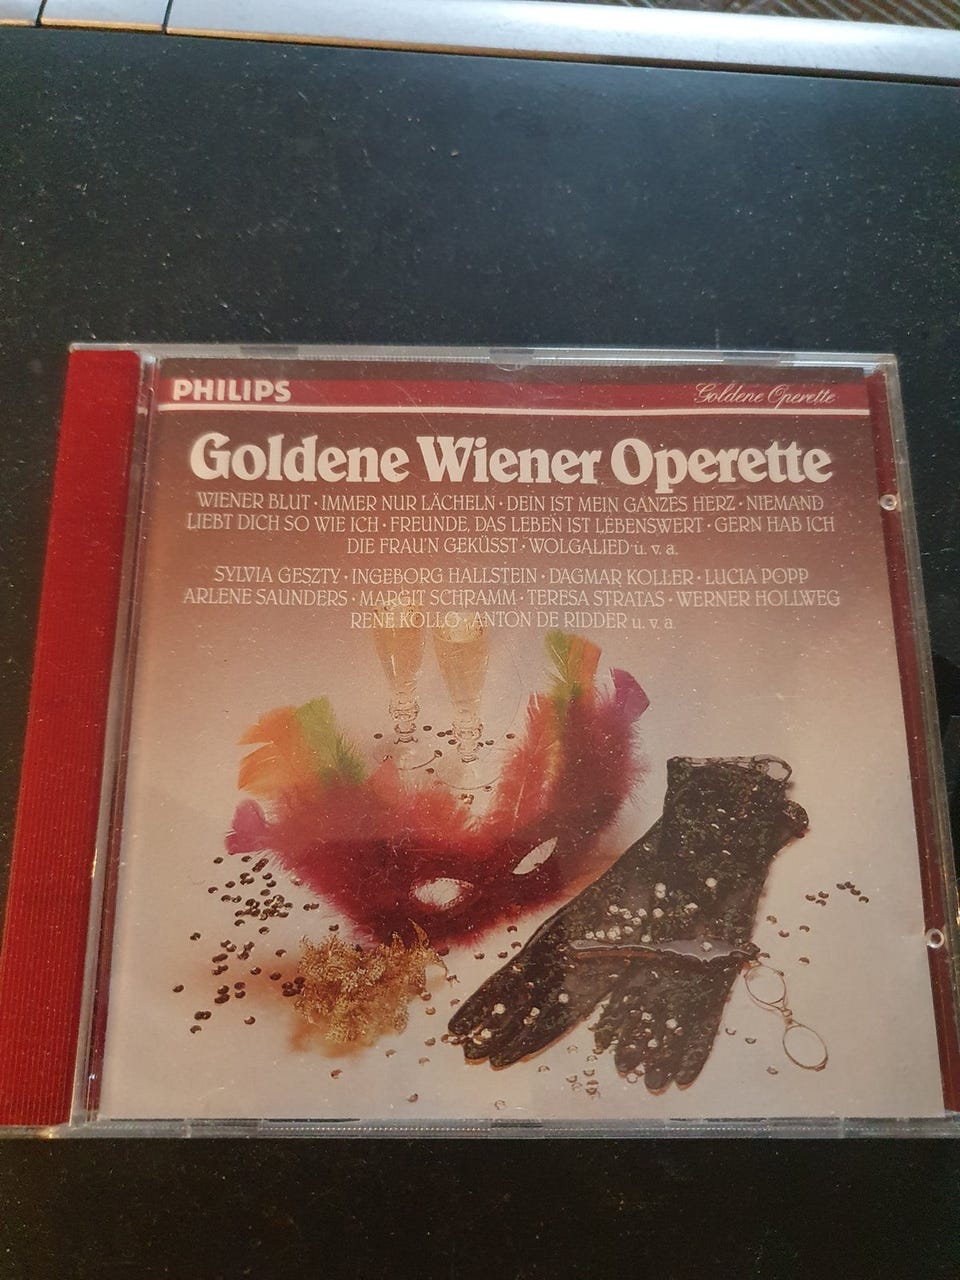 PHILIPS
Goldene Operette
Goldene Wiener Operette
WIENER BLUT · IMMER NUR LÄCHELN · DEIN IST MEIN GANZES HERZ · NIEMAND
LIEBT DICH SO WIE ICH · FREUNDE, DAS LEBEN IST LEBENSWERT · GERN HAB ICH
DIE FRAU'N GEKÜSST · WOLGALIED u. v. a.
SYLVIA GESZTY · INGEBORG HALLSTEIN · DAGMAR KOLLER · LUCIA POPP
ARLENE SAUNDERS · MARGIT SCHRAMM · TERESA STRATAS · WERNER HOLLWEG
RENÉ KOLLO · ANTON DE RIDDER u. v. a.